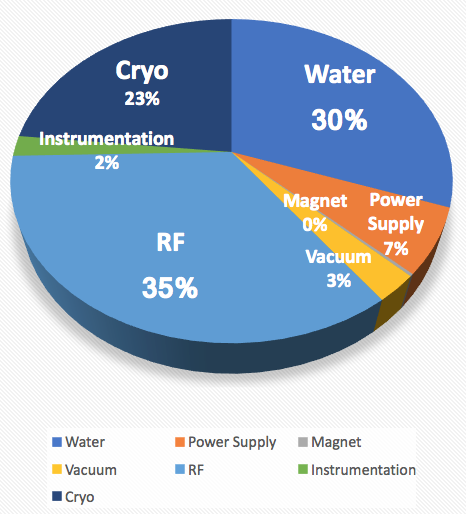 Cryo
23%
Water
30%
Instrumentation
2%
Magnet
0%
Power
Supply
7%
Vacuum
3%
RF
35%
Water
Power Supply
Magnet
Vacuum
RF
Instrumentation
Cryo